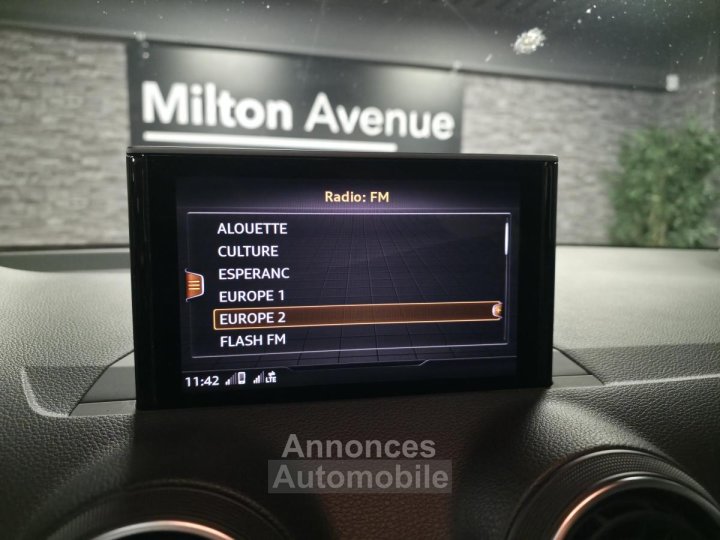 Milton Avenue
Radio: FM
ALOUETTE
CULTURE
ESPERANC
EUROPE 1
EUROPE 2
FLASH FM
11:42
LTE
Annonces
Automobile